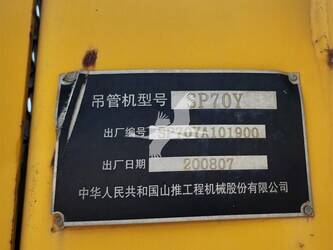 吊管机型号 SP70Y
出厂编号 SP70YA101900
出厂日期 200807
中华人民共和国山推工程机械股份有限公司